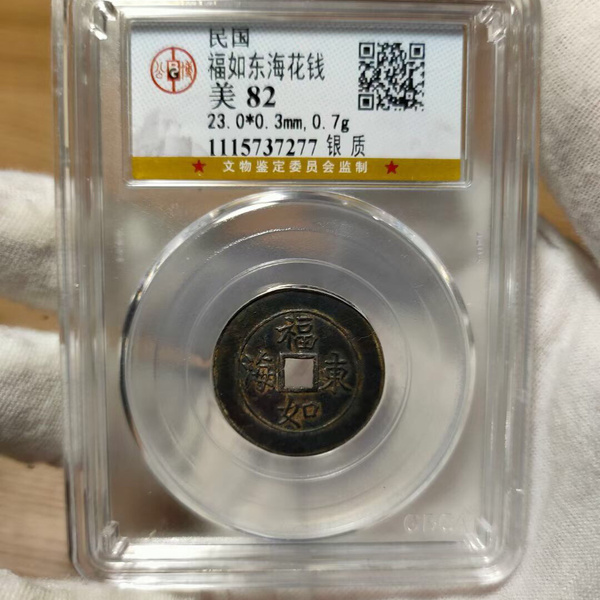 民国
福如东海花钱
美 82
23.0*0.3mm,0.7g
1115737277 银 质
文物鉴定委员会监制
福
海 東
如